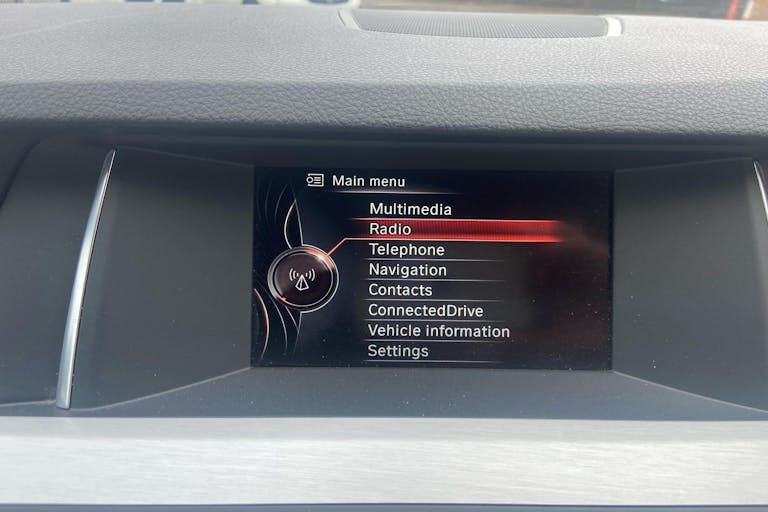 Main menu
Multimedia
Radio
Telephone
Navigation
Contacts
ConnectedDrive
Vehicle information
Settings